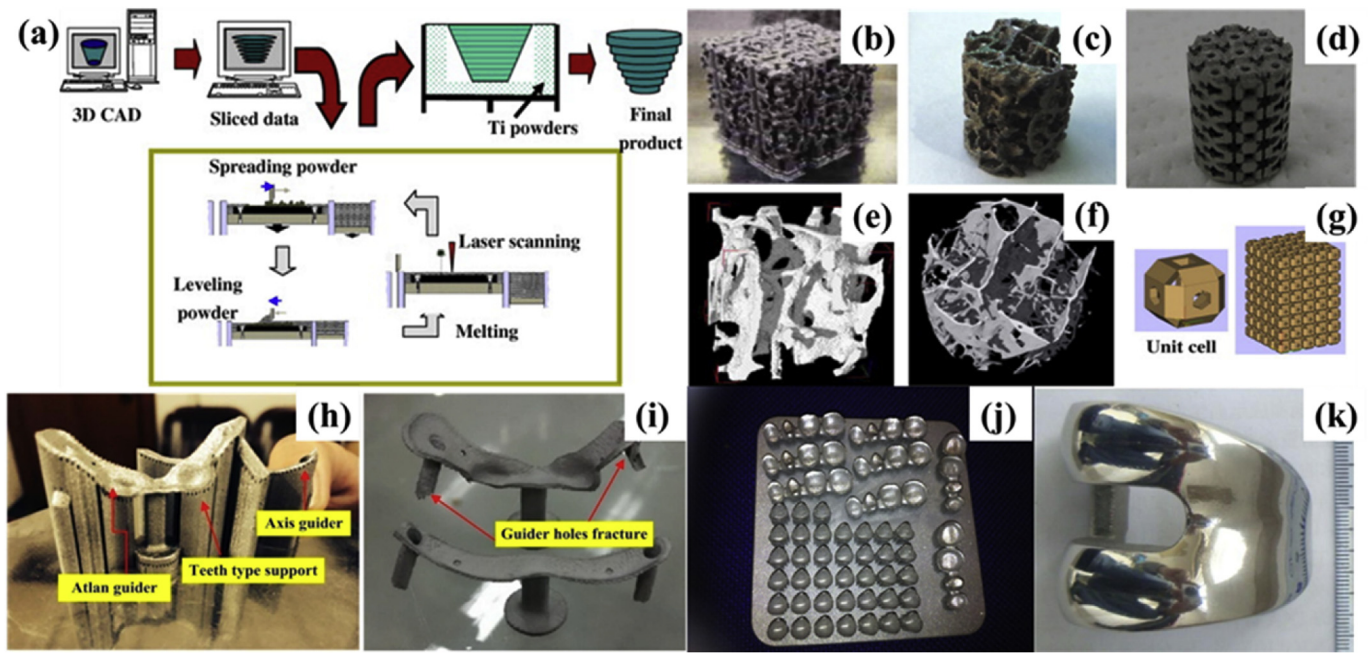 (a)
3D CAD
Sliced data
Ti powders
Final
product
Spreading powder
Leveling
powder
Laser scanning
Melting
(b)
(c)
(d)
(e)
(f)
(g)
Unit cell
(h)
Axis guider
Teeth type support
Atlan guider
(i)
Guider holes fracture
(j)
(k)